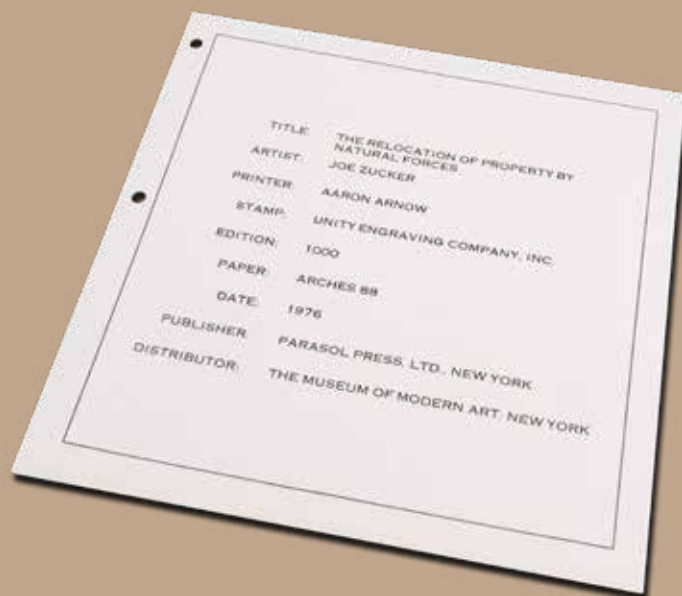 TITLE: THE RELOCATION OF PROPERTY BY
NATURAL FORCES
ARTIST: JOE ZUCKER
PRINTER: AARON ARNOW
STAMP: UNITY ENGRAVING COMPANY, INC.
EDITION: 1000
PAPER: ARCHES 88
DATE: 1976
PUBLISHER: PARASOL PRESS, LTD., NEW YORK
DISTRIBUTOR: THE MUSEUM OF MODERN ART, NEW YORK